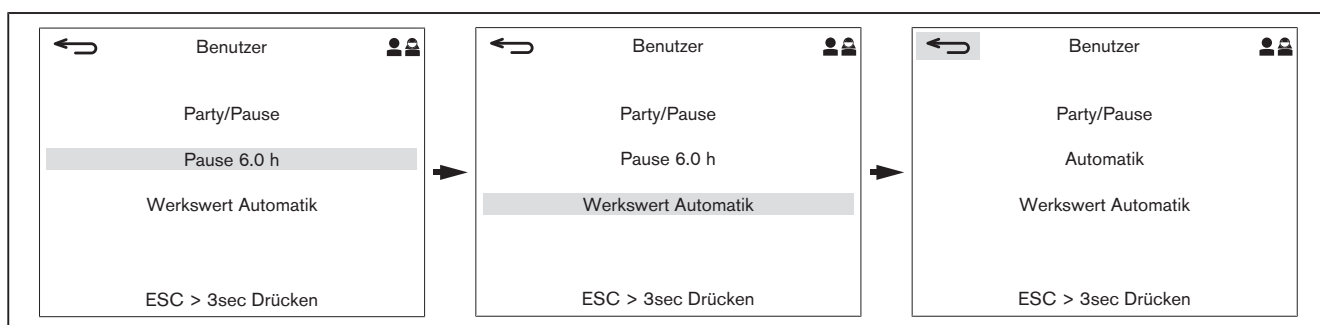 Benutzer
Party/Pause
Pause 6.0 h
Werkswert Automatik
ESC > 3sec Drücken
Benutzer
Party/Pause
Pause 6.0 h
Werkswert Automatik
ESC > 3sec Drücken
Benutzer
Party/Pause
Automatik
Werkswert Automatik
ESC > 3sec Drücken